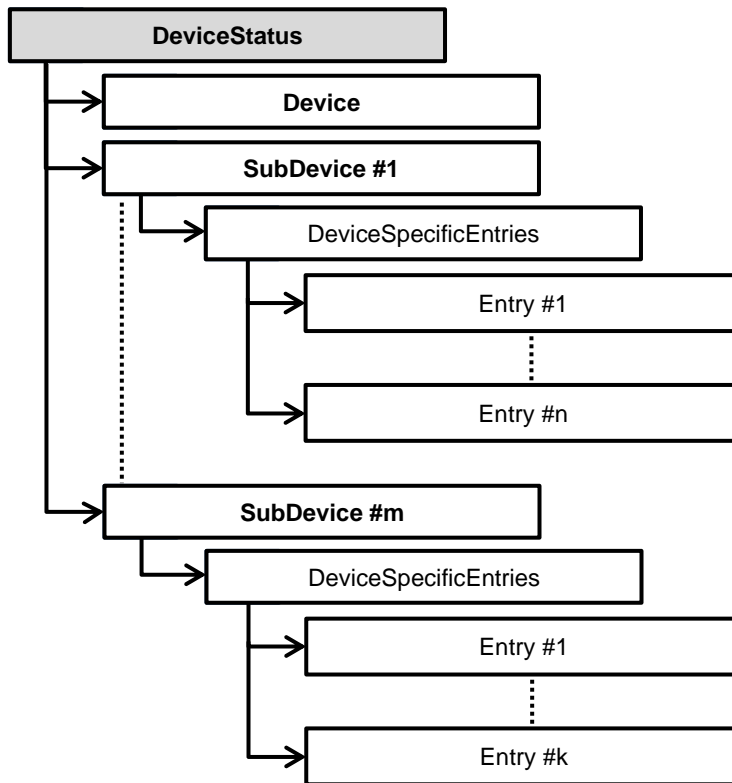 DeviceStatus
Device
SubDevice #1
DeviceSpecificEntries
Entry #1
Entry #n
SubDevice #m
DeviceSpecificEntries
Entry #1
Entry #k